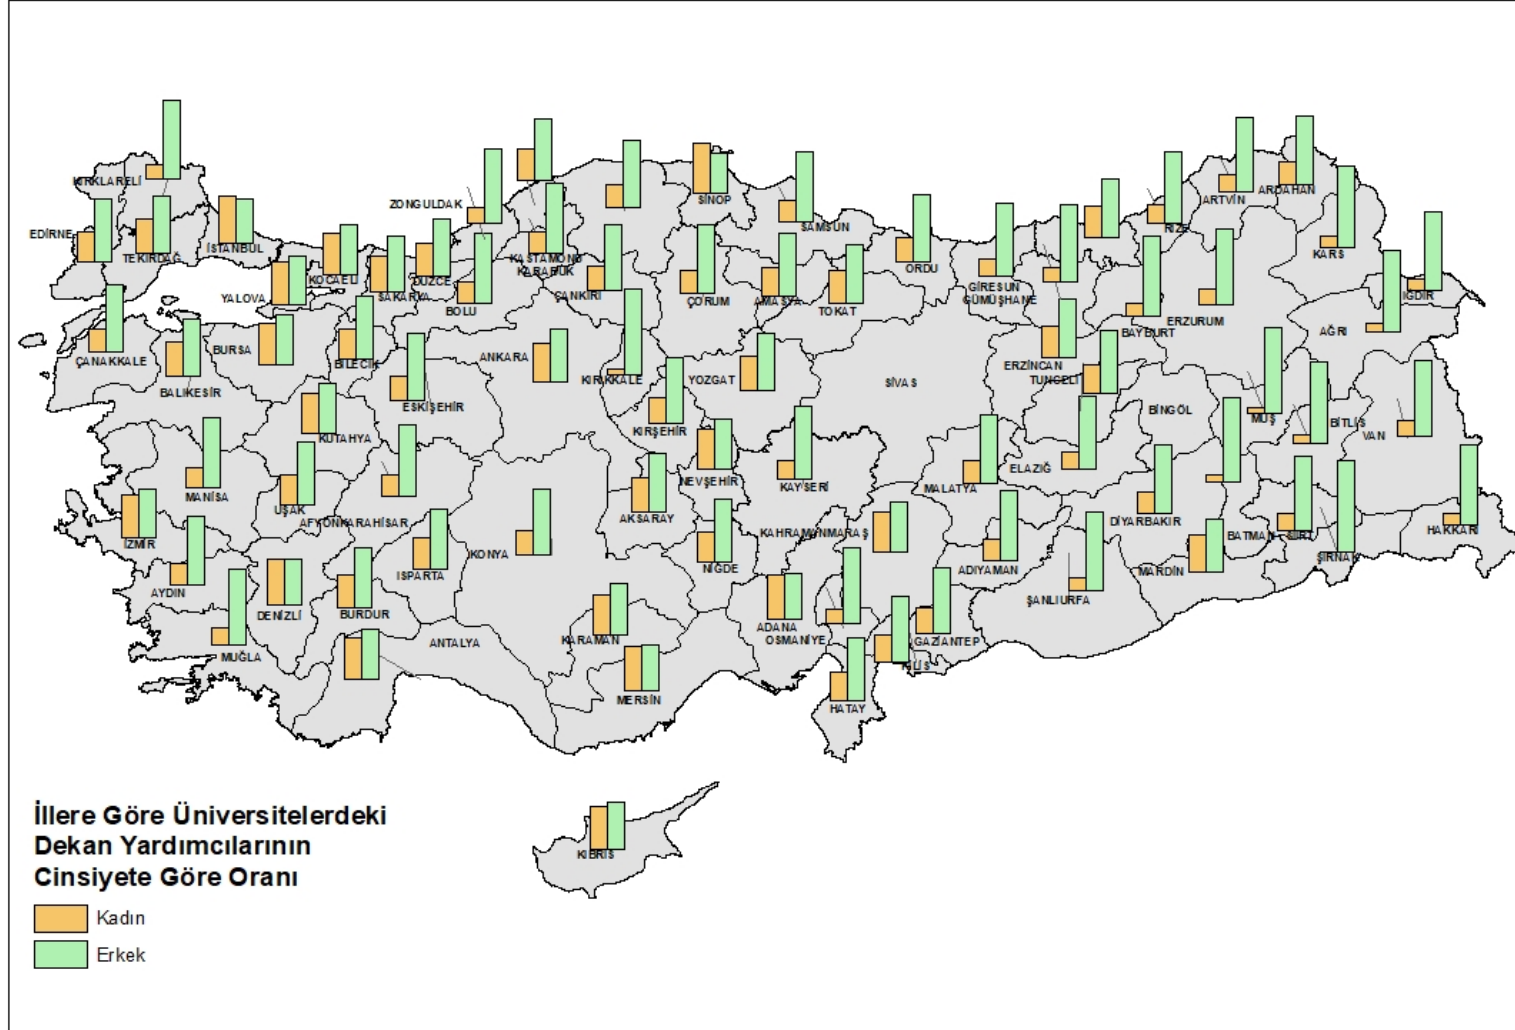 KIRKLARELİ
ZONGULDAK
SİNOP
ARTVİN
ARDAHAN
EDİRNE
TEKİRDAĞ
İSTANBUL
SAMSUN
RİZE
KARS
KASTAMONU
KARABÜK
ORDU
YALOVA
KOCAELİ
SAKARYA
DÜZCE
BOLU
ÇANKIRI
ÇORUM
AMASYA
TOKAT
GİRESUN
GÜMÜŞHANE
BAYBURT
ERZURUM
AĞRI
IĞDIR
ÇANAKKALE
BALIKESİR
BURSA
BİLECİK
ESKİŞEHİR
ANKARA
KIRIKKALE
YOZGAT
SİVAS
ERZİNCAN
TUNCELİ
KÜTAHYA
KIRŞEHİR
BİNGÖL
MUŞ
BİTLİS
VAN
MANİSA
UŞAK
AFYONKARAHİSAR
NEVŞEHİR
KAYSERİ
MALATYA
ELAZIĞ
İZMİR
AKSARAY
KONYA
KAHRAMANMARAŞ
DİYARBAKIR
BATMAN
SİİRT
ŞIRNAK
HAKKARİ
AYDIN
DENİZLİ
ISPARTA
BURDUR
NİĞDE
ADIYAMAN
ŞANLIURFA
MARDİN
MUĞLA
ANTALYA
KARAMAN
MERSİN
ADANA
OSMANİYE
GAZİANTEP
KİLİS
HATAY
KIBRIS
İllere Göre Üniversitelerdeki
Dekan Yardımcılarının
Cinsiyete Göre Oranı
Kadın
Erkek